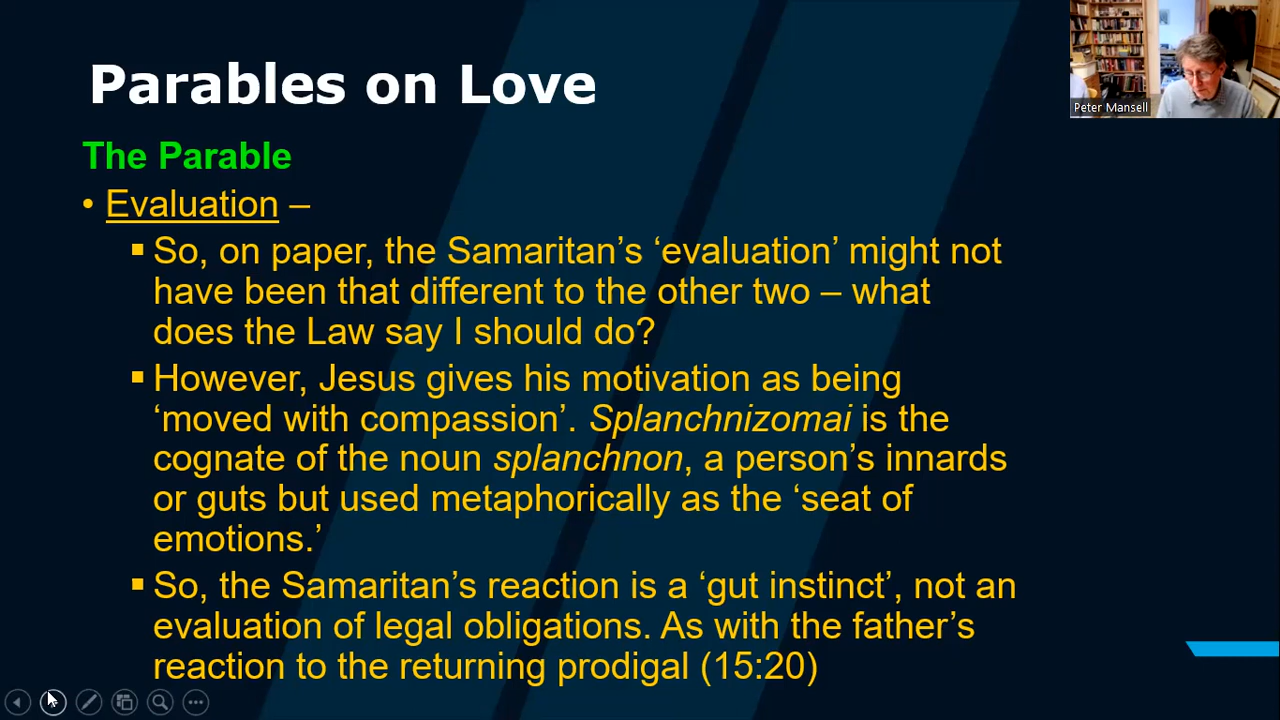 Parables on Love
Peter Mansell
The Parable
• Evaluation –
▪ So, on paper, the Samaritan’s ‘evaluation’ might not
have been that different to the other two – what
does the Law say I should do?
▪ However, Jesus gives his motivation as being
‘moved with compassion’. Splanchnizomai is the
cognate of the noun splanchnon, a person’s innards
or guts but used metaphorically as the ‘seat of
emotions.’
▪ So, the Samaritan’s reaction is a ‘gut instinct’, not an
evaluation of legal obligations. As with the father’s
reaction to the returning prodigal (15:20)